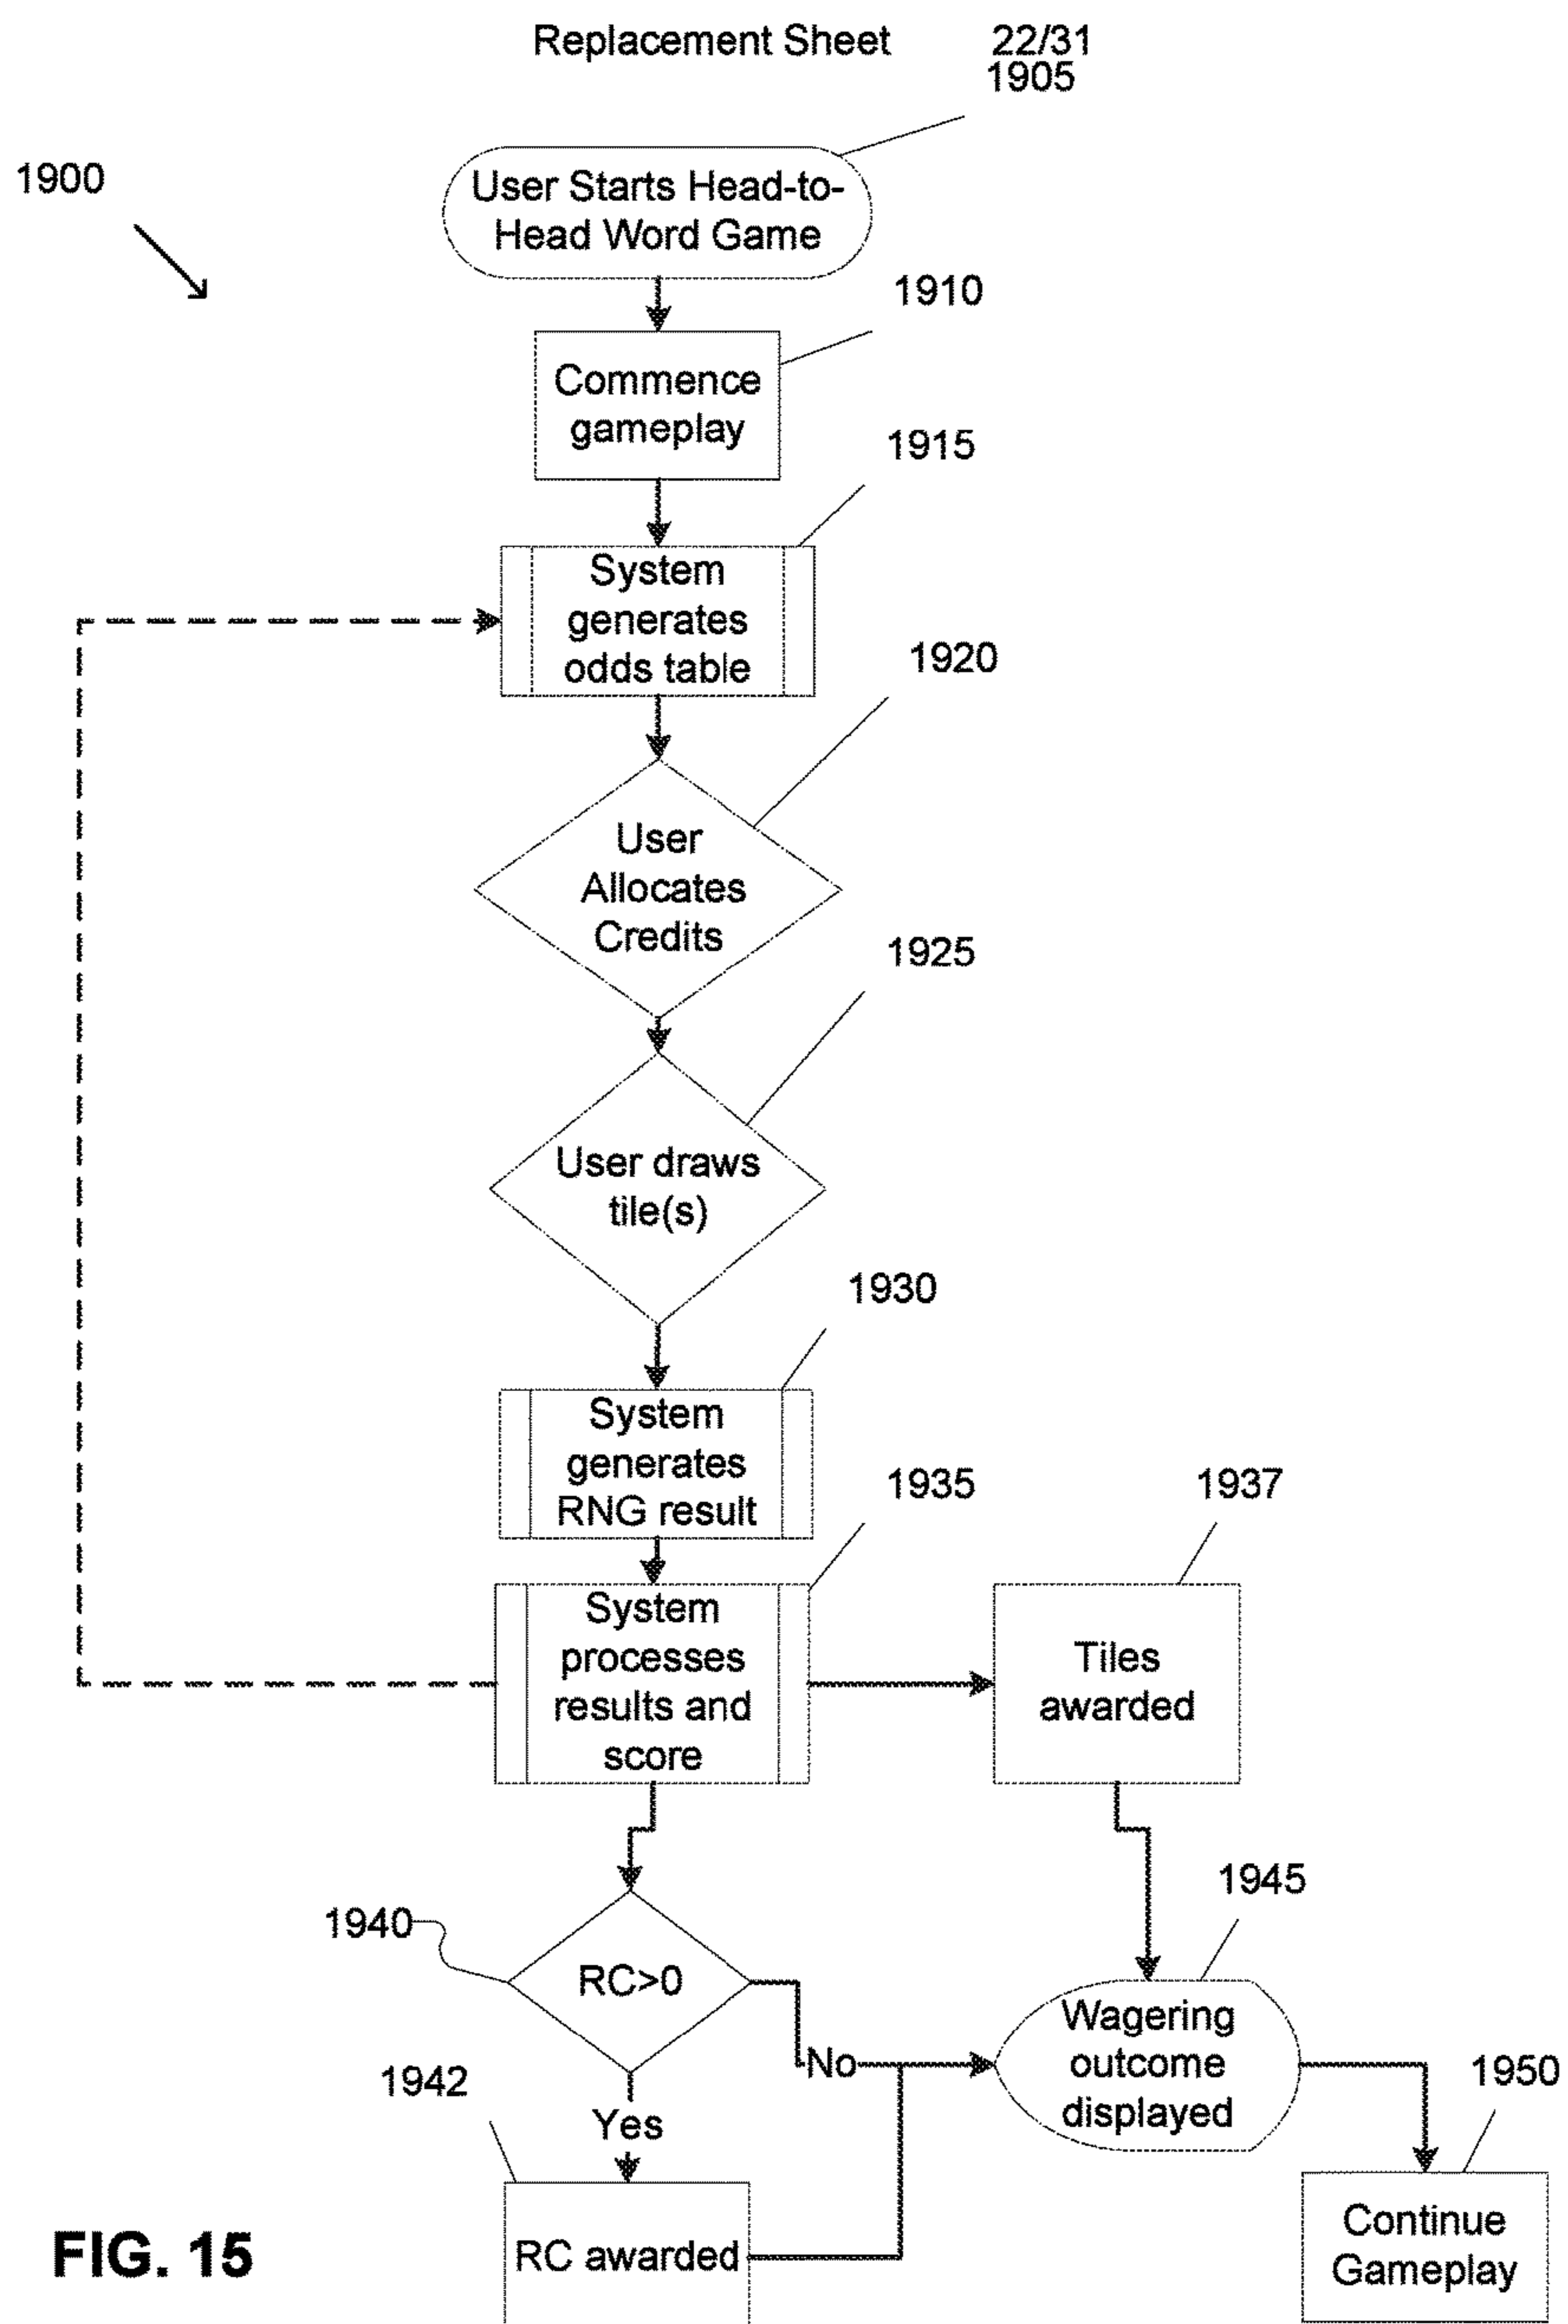 Replacement Sheet 22/31
1905
1900
User Starts Head-to-
Head Word Game
1910
Commence
gameplay
1915
System
generates
odds table
1920
User
Allocates
Credits
1925
User draws
tile(s)
1930
System
generates
RNG result
1935
1937
System
processes
results and
score
Tiles
awarded
1940
RC>0
1945
No
Wagering
outcome
displayed
1942
Yes
1950
RC awarded
Continue
Gameplay
FIG. 15